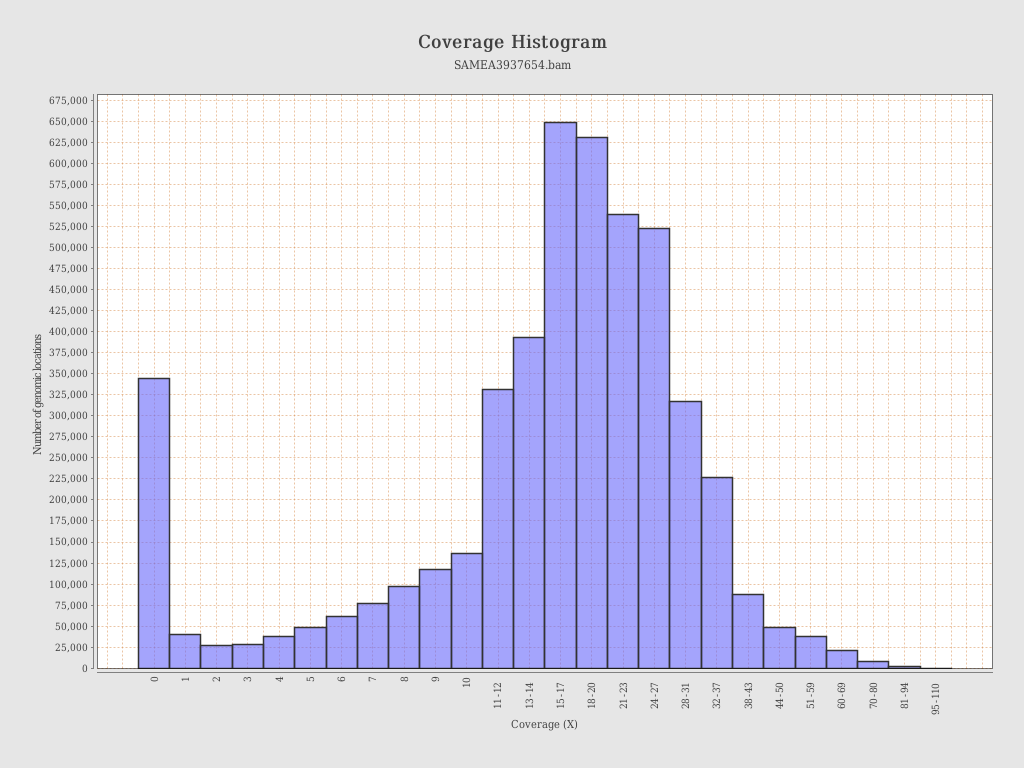 Coverage Histogram
SAMEA3937654.bam
675,000
650,000
625,000
600,000
575,000
550,000
525,000
500,000
475,000
450,000
425,000
400,000
375,000
350,000
325,000
300,000
275,000
250,000
225,000
200,000
175,000
150,000
125,000
100,000
75,000
50,000
25,000
0
Number of genomic locations
0
1
2
3
4
5
6
7
8
9
10
11 - 12
13 - 14
15 - 17
18 - 20
21 - 23
24 - 27
28 - 31
32 - 37
38 - 43
44 - 50
51 - 59
60 - 69
70 - 80
81 - 94
95 - 110
Coverage (X)